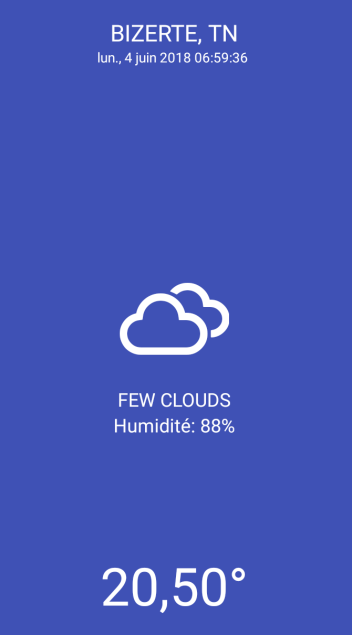 BIZERTE, TN
lun., 4 juin 2018 06:59:36
FEW CLOUDS
Humidité: 88%
20,50°